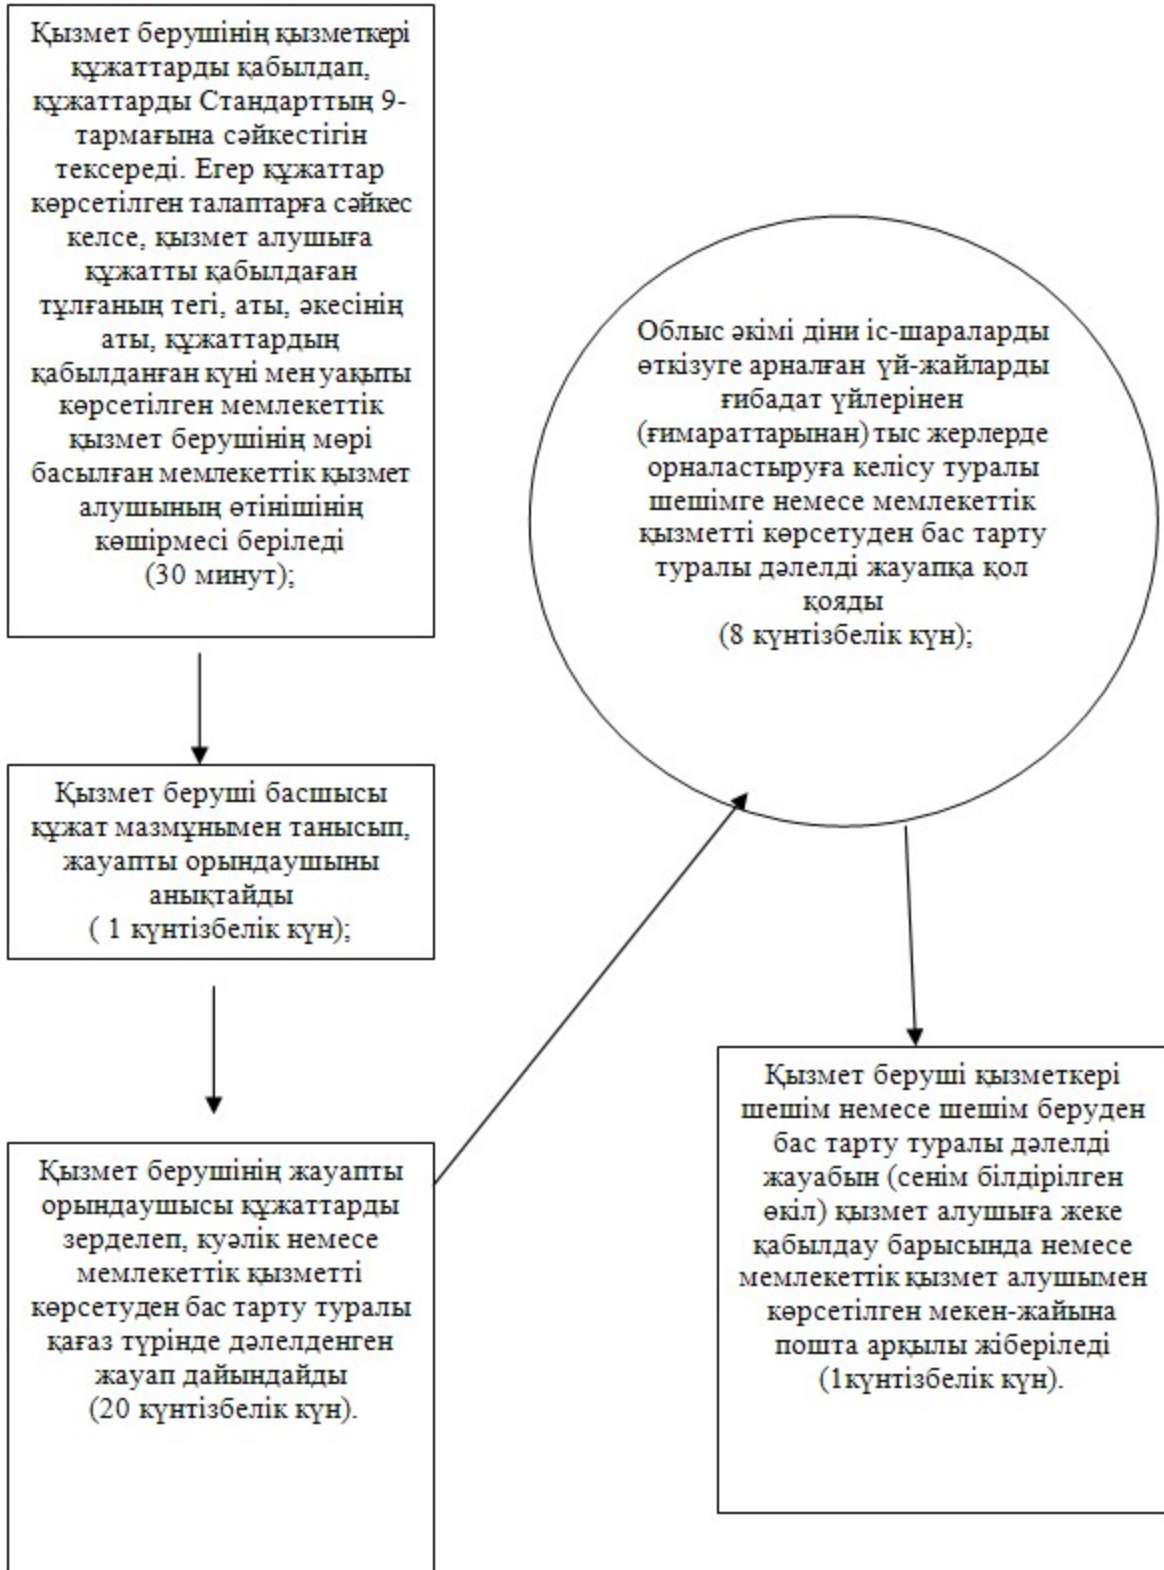 Қызмет берушінің қызметкері
құжаттарды қабылдап,
құжаттарды Стандарттың 9-
тармағына сәйкестігін
тексереді. Егер құжаттар
көрсетілген талаптарға сәйкес
келсе, қызмет алушыға
құжатты қабылдаған
тұлғаның тегі, аты, әкесінің
аты, құжаттардың
қабылданған күні мен уақыты
көрсетілген мемлекеттік
қызмет берушінің мөрі
басылған мемлекеттік қызмет
алушының өтінішінің
көшірмесі беріледі
(30 минут);
Қызмет беруші басшысы
құжат мазмұнымен танысып,
жауапты орындаушыны
анықтайды
( 1 күнтізбелік күн);
Қызмет берушінің жауапты
орындаушысы құжаттарды
зерделеп, куәлік немесе
мемлекеттік қызметті
көрсетуден бас тарту туралы
қағаз түрінде дәлелденген
жауап дайындайды
(20 күнтізбелік күн).
Облыс әкімі діни іс-шараларды
өткізуге арналған үй-жайларды
ғибадат үйлерінен
(ғимараттарынан) тыс жерлерде
орналастыруға келісу туралы
шешімге немесе мемлекеттік
қызметті көрсетуден бас тарту
туралы дәлелді жауапқа қол
қояды
(8 күнтізбелік күн);
Қызмет беруші қызметкері
шешім немесе шешім беруден
бас тарту туралы дәлелді
жауабын (сенім білдірілген
өкіл) қызмет алушыға жеке
қабылдау барысында немесе
мемлекеттік қызмет алушымен
көрсетілген мекен-жайына
пошта арқылы жіберіледі
(1күнтізбелік күн).